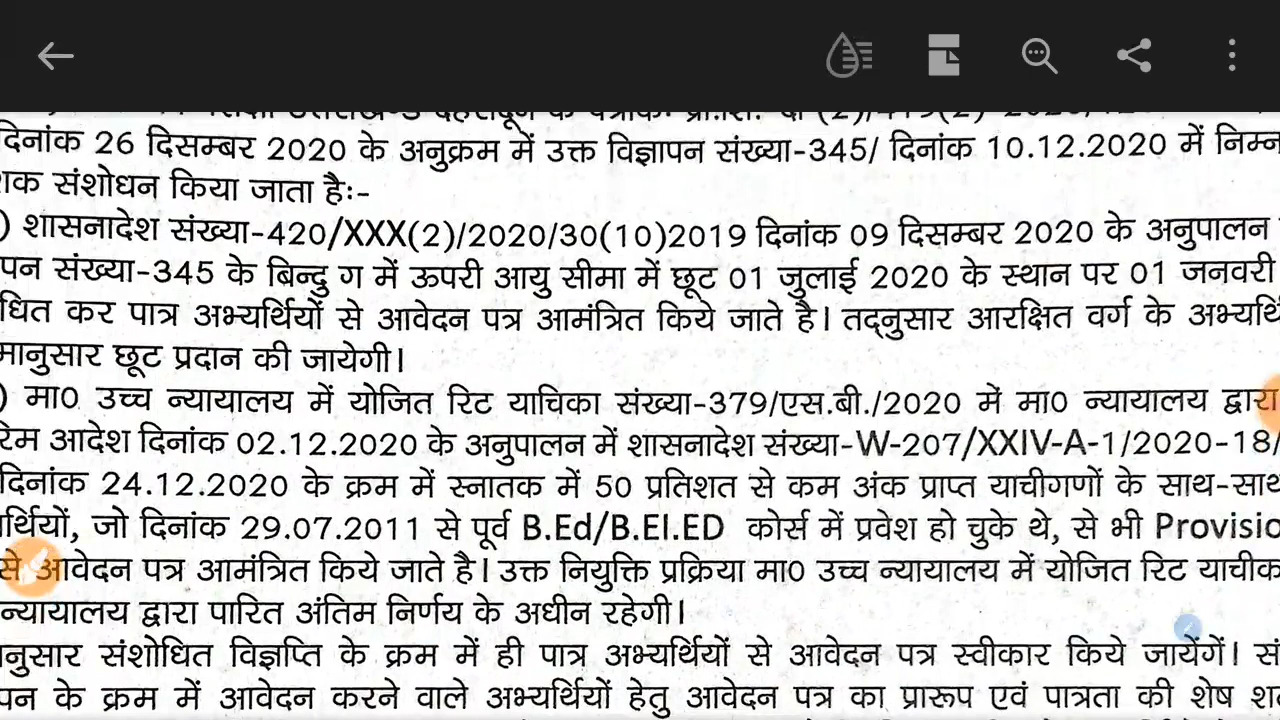 दिनांक 26 दिसम्बर 2020 के अनुक्रम में उक्त विज्ञापन संख्या-345/ दिनांक 10.12.2020 में निम्न
शक संशोधन किया जाता हैः-
) शासनादेश संख्या-420/XXX(2)/2020/30(10)2019 दिनांक 09 दिसम्बर 2020 के अनुपालन
पन संख्या-345 के बिन्दु ग में ऊपरी आयु सीमा में छूट 01 जुलाई 2020 के स्थान पर 01 जनवरी
धित कर पात्र अभ्यर्थियों से आवेदन पत्र आमंत्रित किये जाते है। तद्नुसार आरक्षित वर्ग के
मानुसार छूट प्रदान की जायेगी।
) मा0 उच्च न्यायालय में योजित रिट याचिका संख्या-379/एस.बी./2020 में मा0 न्यायालय द्वारा
रिम आदेश दिनांक 02.12.2020 के अनुपालन में शासनादेश संख्या-W-207/XXIV-A-1/2020-18/
दिनांक 24.12.2020 के क्रम में स्नातक में 50 प्रतिशत से कम अंक प्राप्त याचीगणों के साथ-साथ
र्थियों, जो दिनांक 29.07.2011 से पूर्व B.Ed/B.El.ED कोर्स में प्रवेश हो चुके थे, से भी Provisio
से आवेदन पत्र आमंत्रित किये जाते है। उक्त नियुक्ति प्रक्रिया मा0 उच्च न्यायालय में योजित रिट याचीक
न्यायालय द्वारा पारित अंतिम निर्णय के अधीन रहेगी।
नुसार संशोधित विज्ञप्ति के क्रम में ही पात्र अभ्यर्थियों से आवेदन पत्र स्वीकार किये जायेंगें। सं
पन के क्रम में आवेदन करने वाले अभ्यर्थियों हेतु आवेदन पत्र का प्रारूप एवं पात्रता की शेष